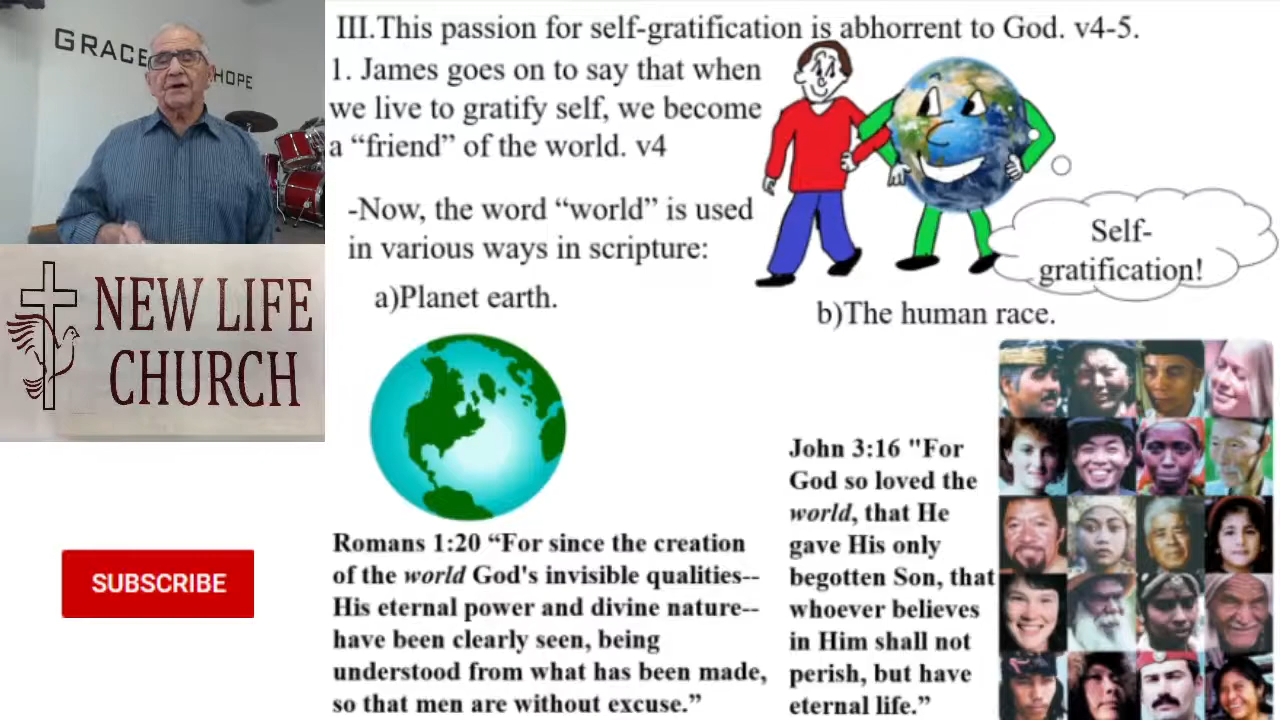 GRACE HOPE
NEW LIFE
CHURCH
SUBSCRIBE
III.This passion for self-gratification is abhorrent to God. v4-5.
1. James goes on to say that when
we live to gratify self, we become
a “friend” of the world. v4
-Now, the word “world” is used
in various ways in scripture:
a)Planet earth.
Self-
gratification!
b)The human race.
Romans 1:20 “For since the creation
of the world God's invisible qualities--
His eternal power and divine nature--
have been clearly seen, being
understood from what has been made,
so that men are without excuse.”
John 3:16 "For
God so loved the
world, that He
gave His only
begotten Son, that
whoever believes
in Him shall not
perish, but have
eternal life.”